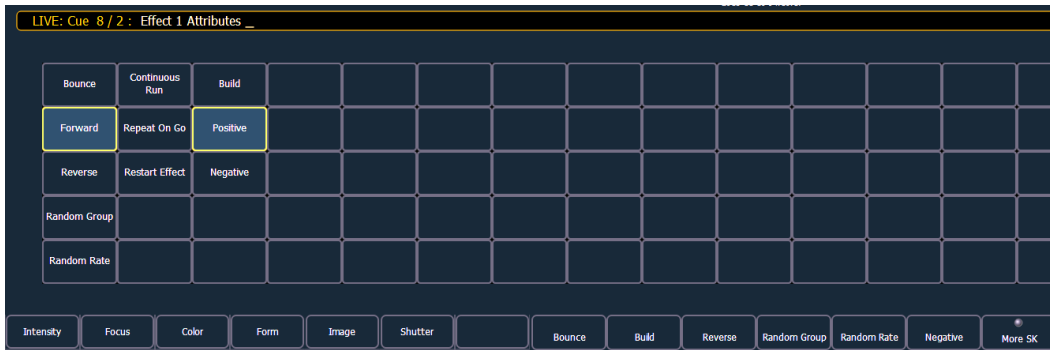 LIVE: Cue 8 / 2 : Effect 1 Attributes _
Bounce
Continuous Run
Build
Forward
Repeat On Go
Positive
Reverse
Restart Effect
Negative
Random Group
Random Rate
Intensity
Focus
Color
Form
Image
Shutter
Bounce
Build
Reverse
Random Group
Random Rate
Negative
More SK